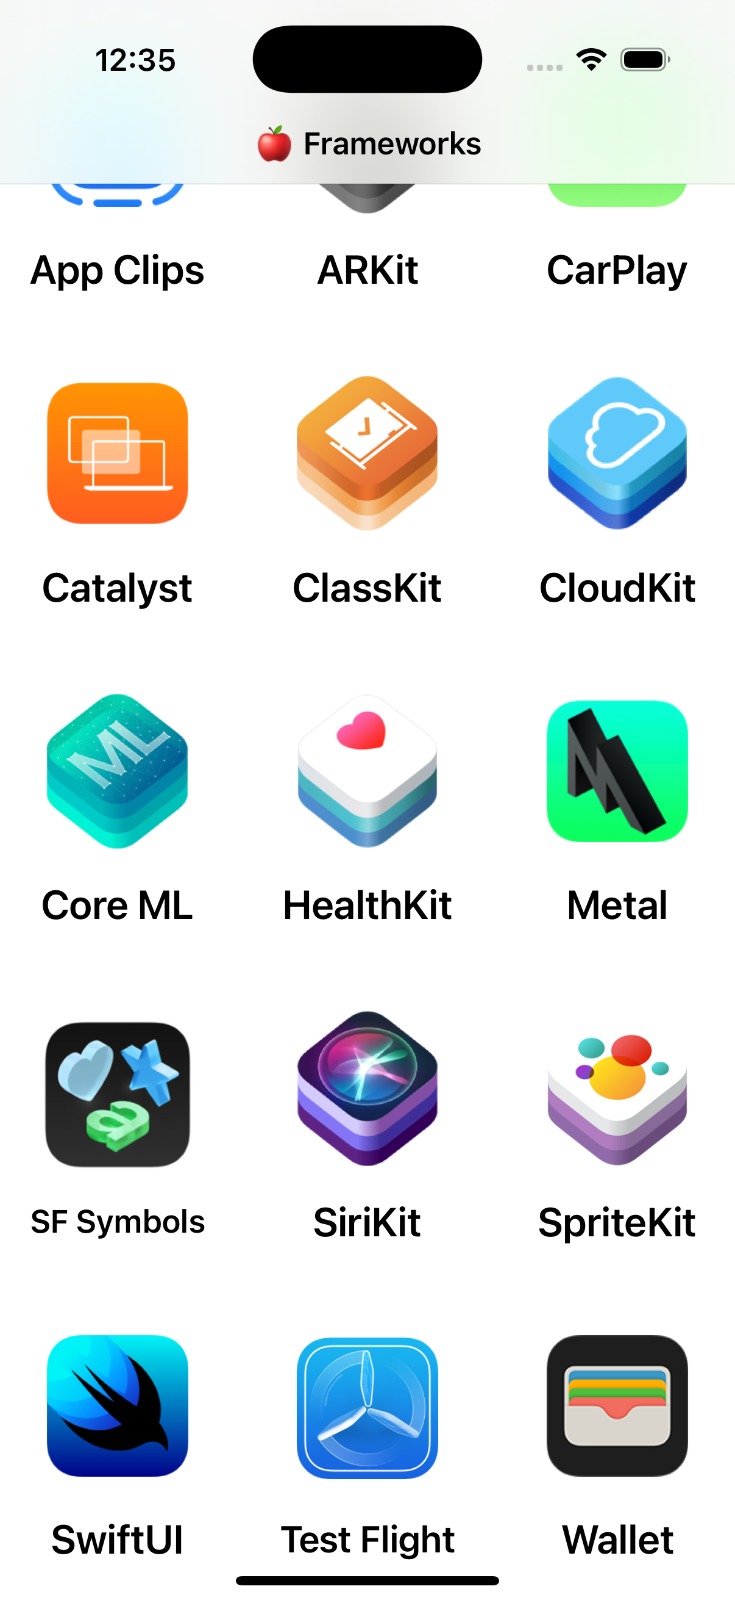 12:35
🍎 Frameworks
App Clips ARKit CarPlay
Catalyst ClassKit CloudKit
ML
Core ML HealthKit Metal
SF Symbols SiriKit SpriteKit
SwiftUI Test Flight Wallet